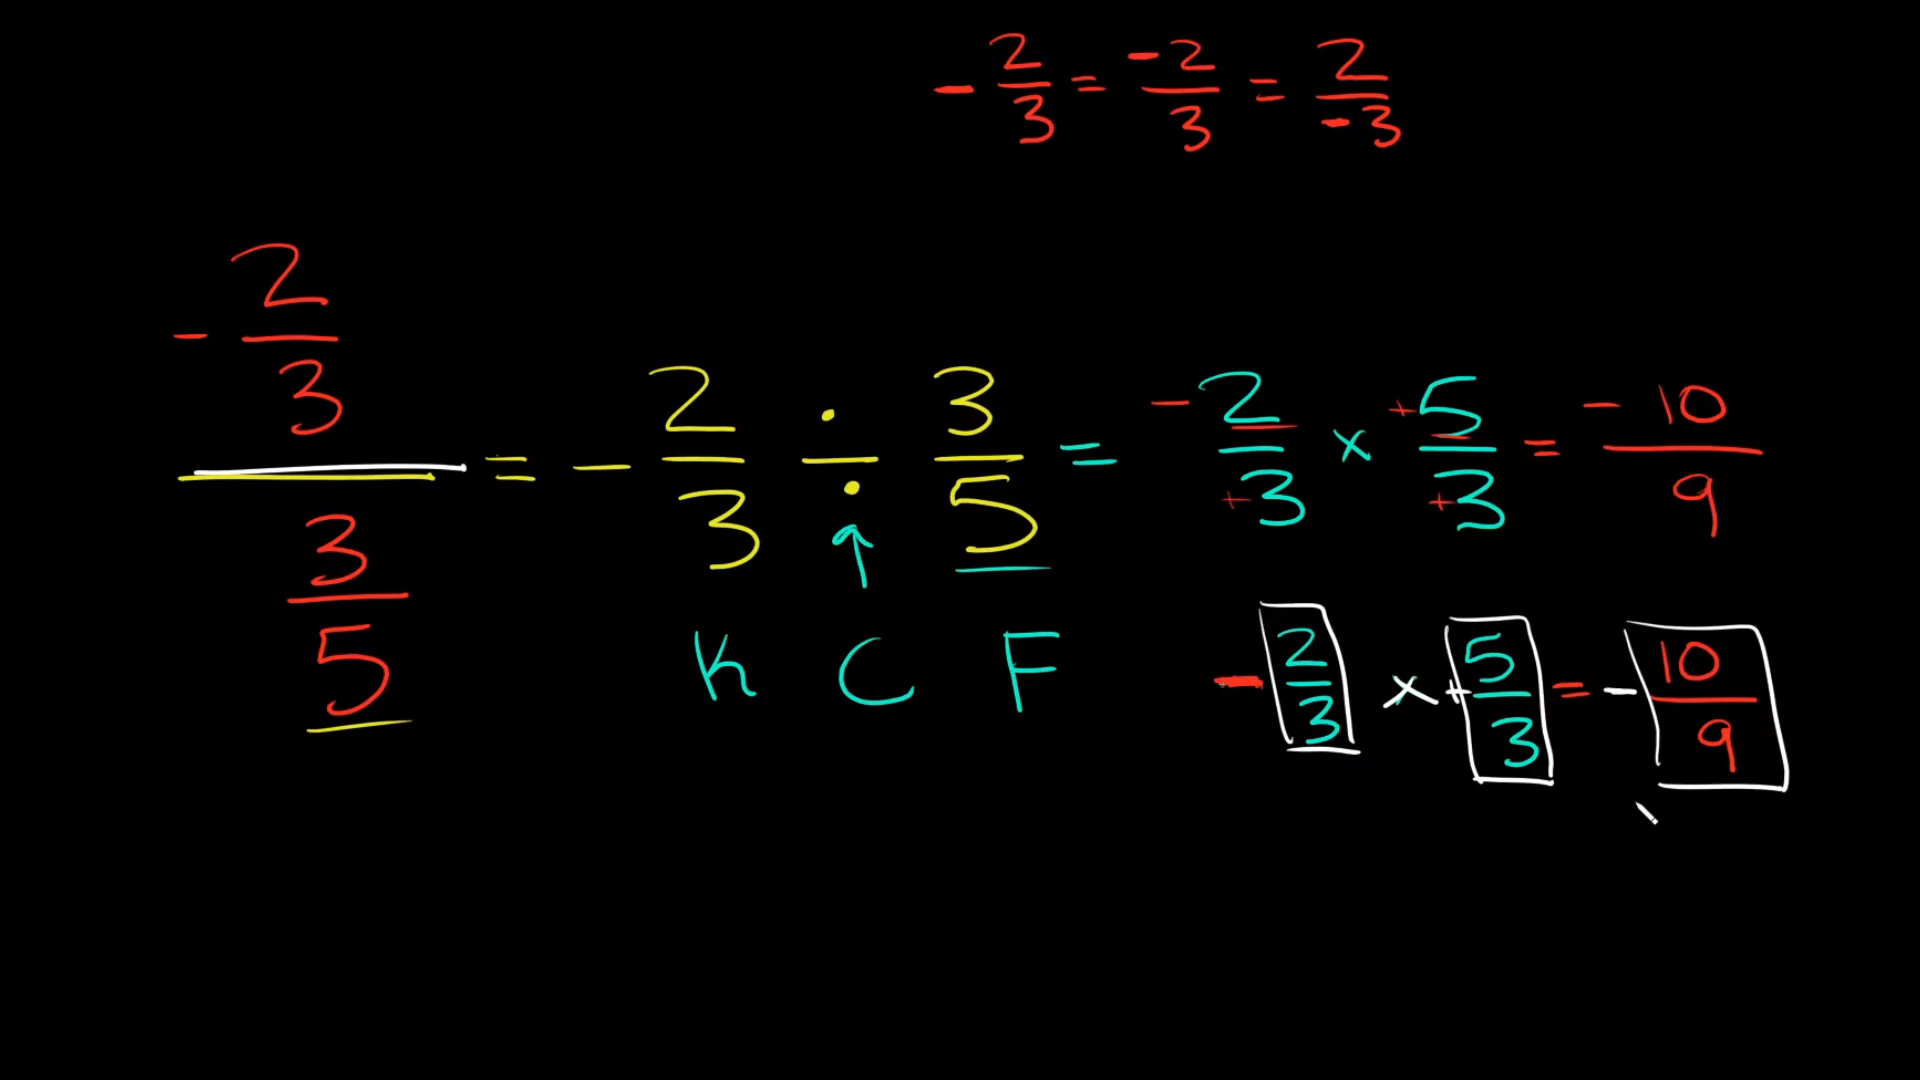 - 2/3 = -2/3 = 2/-3
(- 2/3)/(3/5) = - 2/3 ÷ 3/5 = -2/+3 x +5/+3 = -10/9
K C F
- 2/3 x + 5/3 = - 10/9